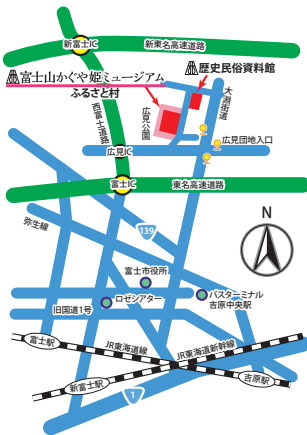 新富士IC
新東名高速道路
歴史民俗資料館
富士山かぐや姫ミュージアム
ふるさと村
大淵街道
西富士道路
広見公園
広見団地入口
広見IC
富士IC
東名高速道路
弥生線
139
N
富士市役所
ロゼシアター
バスターミナル
吉原中央駅
旧国道1号
富士駅
JR東海道線
JR東海道新幹線
新富士駅
吉原駅
1